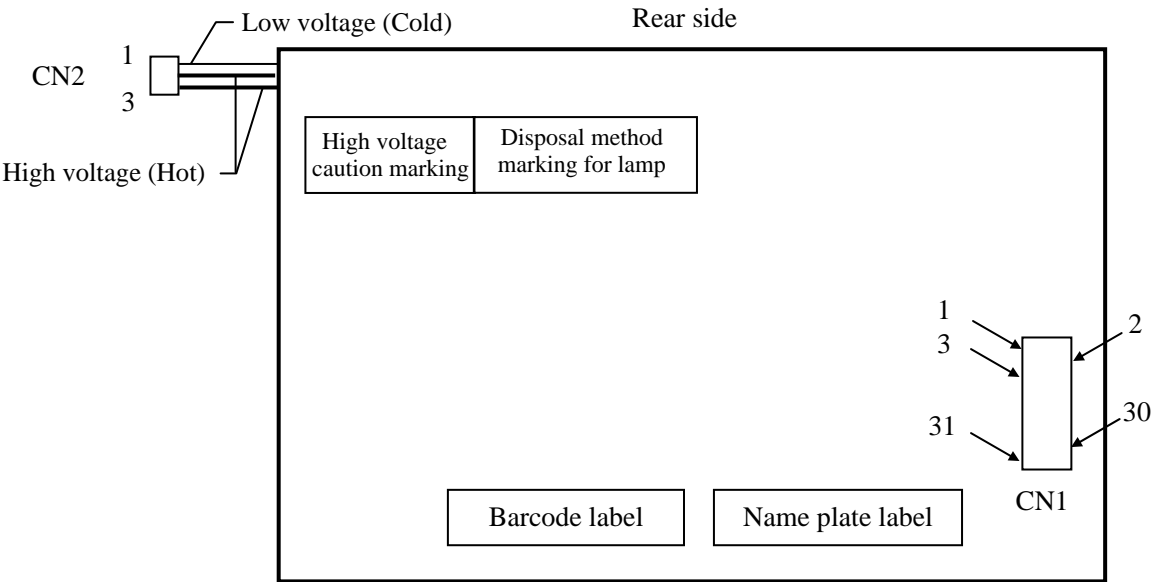 Rear side
Low voltage (Cold)
1
CN2
3
High voltage (Hot)
High voltage
caution marking
Disposal method
marking for lamp
1
2
3
31
30
CN1
Barcode label
Name plate label